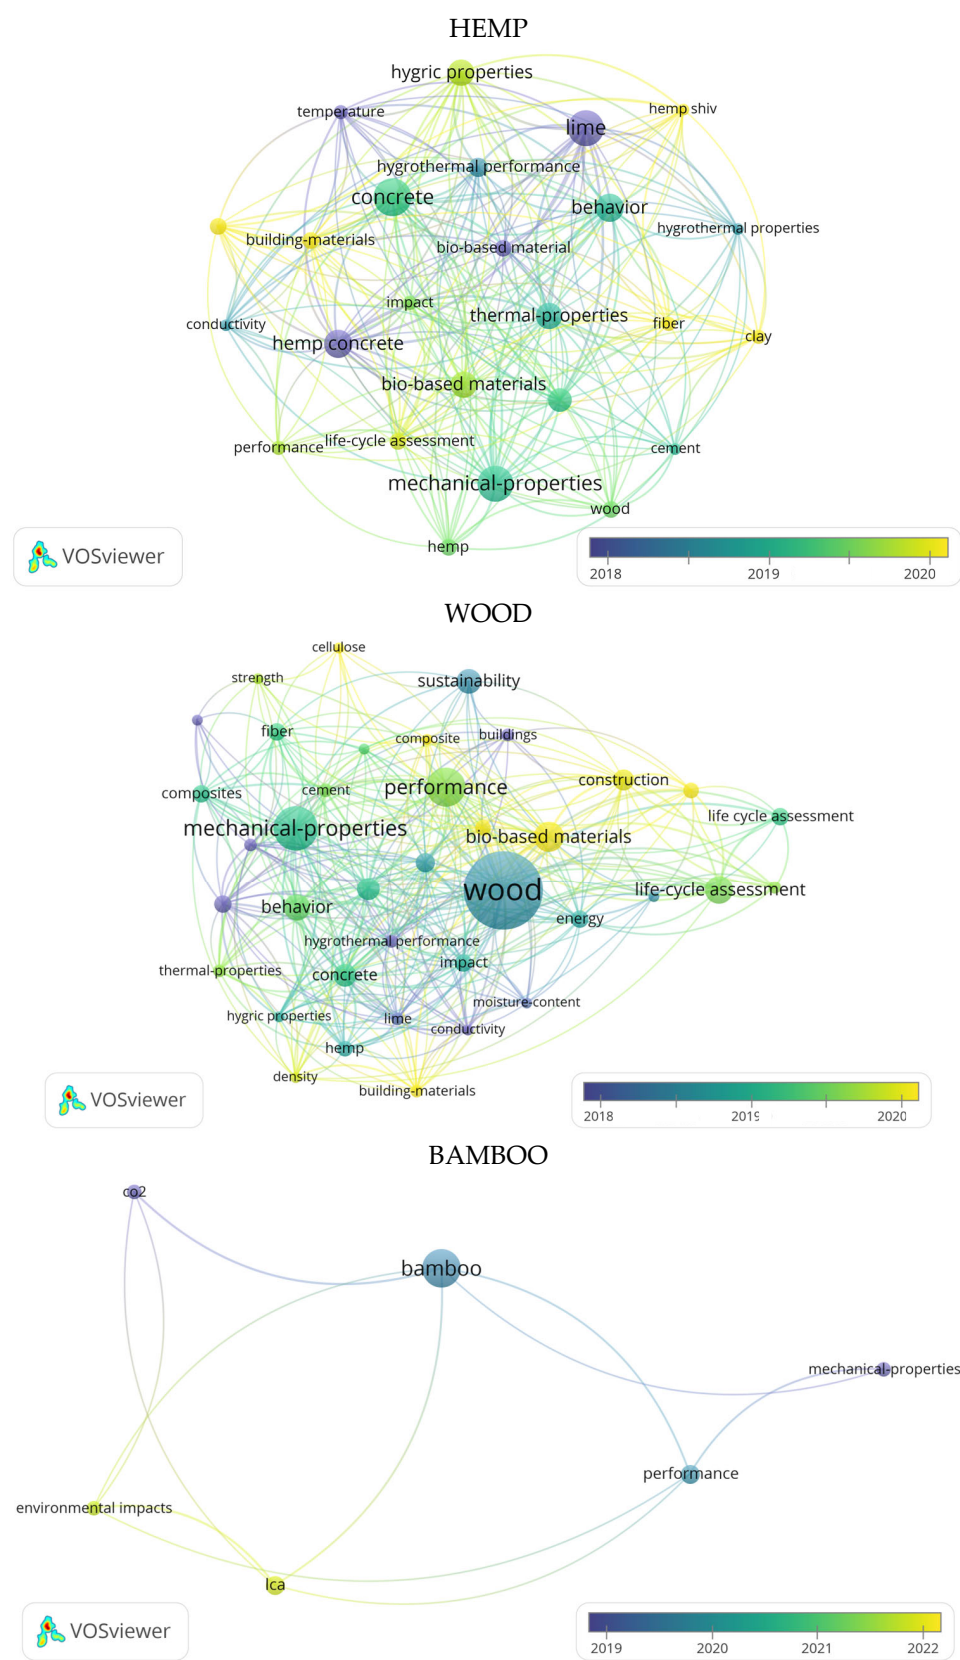 HEMP
hygric properties
temperature
hemp shiv
lime
hygrothermal performance
concrete
behavior
hygrothermal properties
building-materials
bio-based material
impact
thermal-properties
fiber
conductivity
clay
hemp concrete
bio-based materials
performance
life-cycle assessment
cement
mechanical-properties
wood
hemp
VOSviewer
2018
2019
2020
WOOD
cellulose
strength
sustainability
fiber
composite
buildings
construction
performance
cement
composites
life cycle assessment
mechanical-properties
bio-based materials
wood
life-cycle assessment
behavior
energy
hygrothermal performance
impact
thermal-properties
concrete
moisture-content
hygric properties
lime
conductivity
hemp
density
building-materials
VOSviewer
2018
2019
2020
BAMBOO
co2
bamboo
mechanical-properties
performance
environmental impacts
lca
VOSviewer
2019
2020
2021
2022